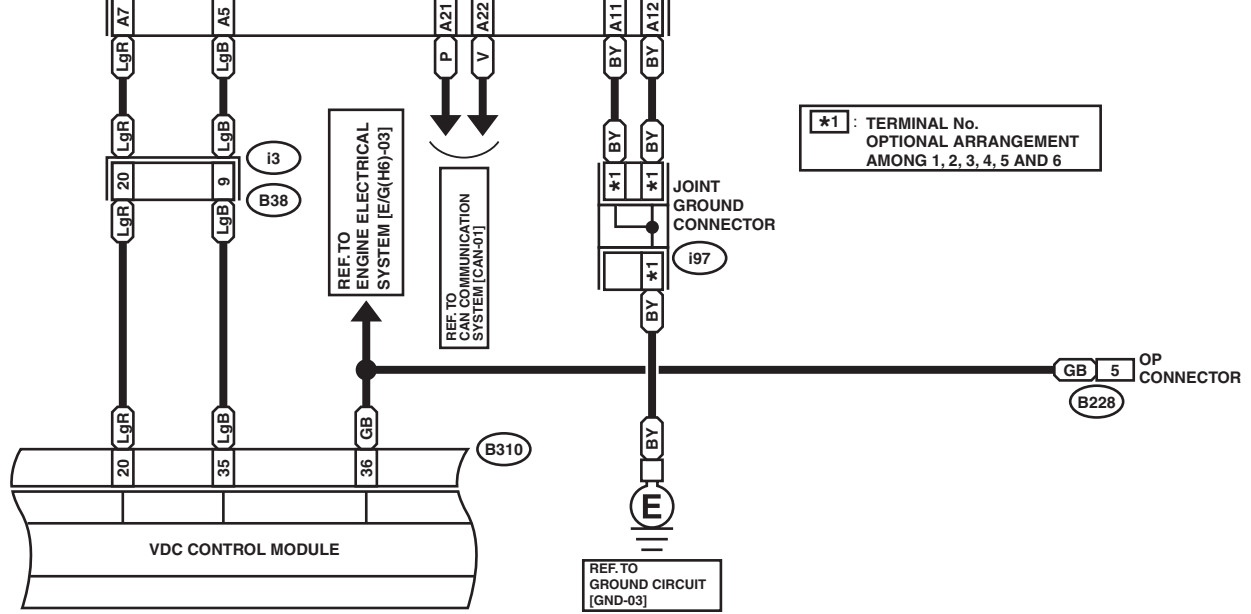 A7
A5
A21
A22
A11
A12
LgR
LgB
P
V
BY
BY
LgR
LgB
BY
BY
*1 : TERMINAL No.
OPTIONAL ARRANGEMENT
AMONG 1, 2, 3, 4, 5 AND 6
i3
20
9
B38
LgR
LgB
REF. TO
ENGINE ELECTRICAL
SYSTEM [E/G(H6)-03]
REF. TO
CAN COMMUNICATION
SYSTEM [CAN-01]
*1
*1
JOINT
GROUND
CONNECTOR
i97
*1
BY
GB
5
OP
CONNECTOR
B228
LgR
LgB
GB
BY
B310
20
35
36
E
VDC CONTROL MODULE
REF. TO
GROUND CIRCUIT
[GND-03]